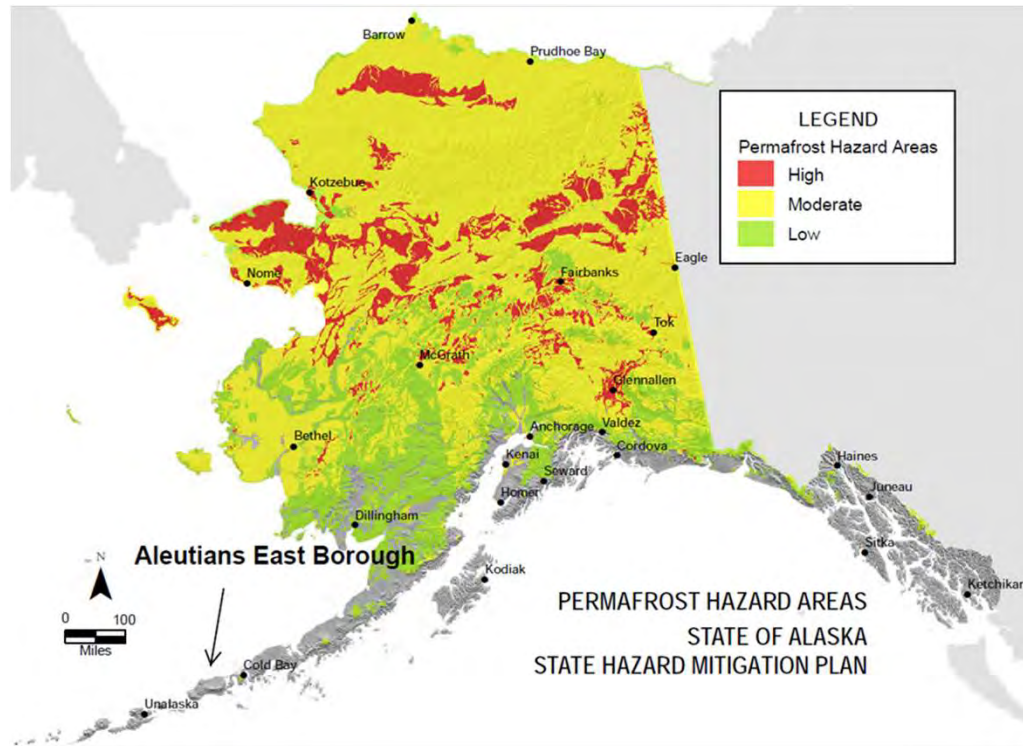 Barrow
Prudhoe Bay
LEGEND
Permafrost Hazard Areas
High
Moderate
Low
Kotzebue
Nome
Fairbanks
Eagle
Tok
McGrath
Glennallen
Bethel
Anchorage
Valdez
Cordova
Kenai
Seward
Homer
Haines
Juneau
Dillingham
Sitka
Ketchikan
Aleutians East Borough
N
Kodiak
0 100
Miles
PERMAFROST HAZARD AREAS
STATE OF ALASKA
STATE HAZARD MITIGATION PLAN
Cold Bay
Unalaska